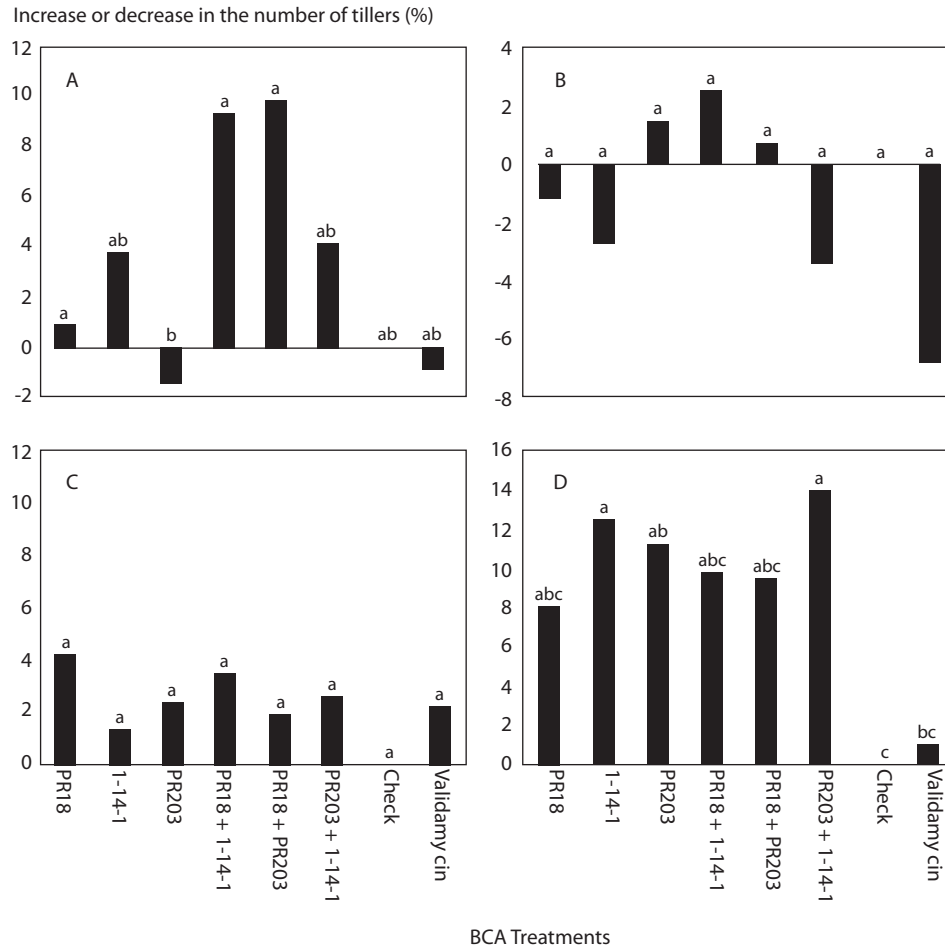 Increase or decrease in the number of tillers (%)
A
12
10
8
6
4
2
0
-2
a
ab
b
a
a
ab
ab
ab
B
4
2
0
-2
-4
-6
-8
a
a
a
a
a
a
a
a
C
12
10
8
6
4
2
0
a
a
a
a
a
a
a
a
PR18
1-14-1
PR203
PR18 + 1-14-1
PR18 + PR203
PR203 + 1-14-1
Check
Validamy cin
D
16
14
12
10
8
6
4
2
0
abc
a
ab
abc
abc
a
c
bc
PR18
1-14-1
PR203
PR18 + 1-14-1
PR18 + PR203
PR203 + 1-14-1
Check
Validamy cin
BCA Treatments